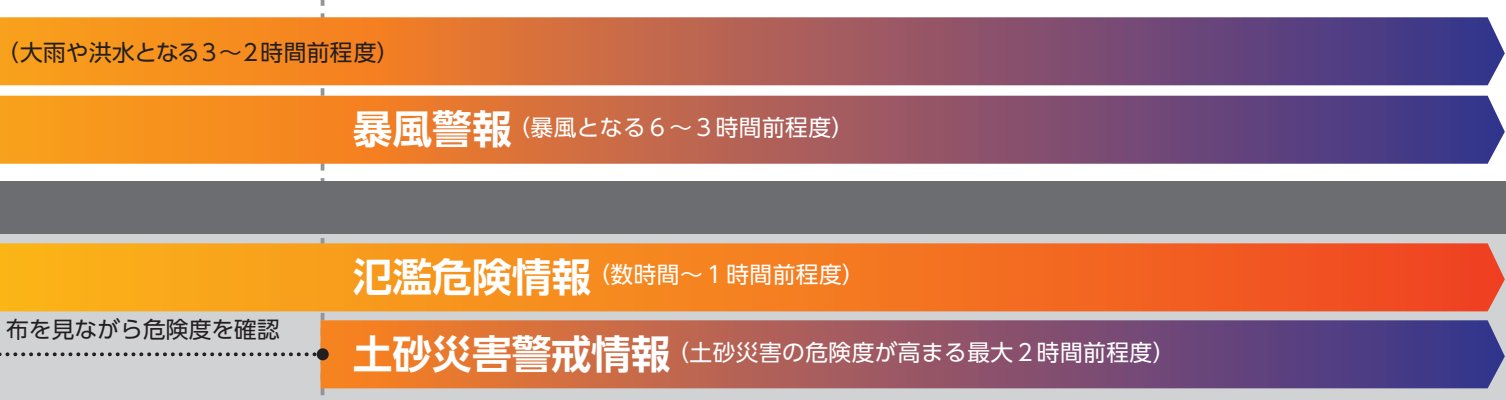 （大雨や洪水となる3～2時間前程度）
暴風警報（暴風となる６～３時間前程度）
氾濫危険情報（数時間～１時間前程度）
布を見ながら危険度を確認
土砂災害警戒情報（土砂災害の危険度が高まる最大２時間前程度）